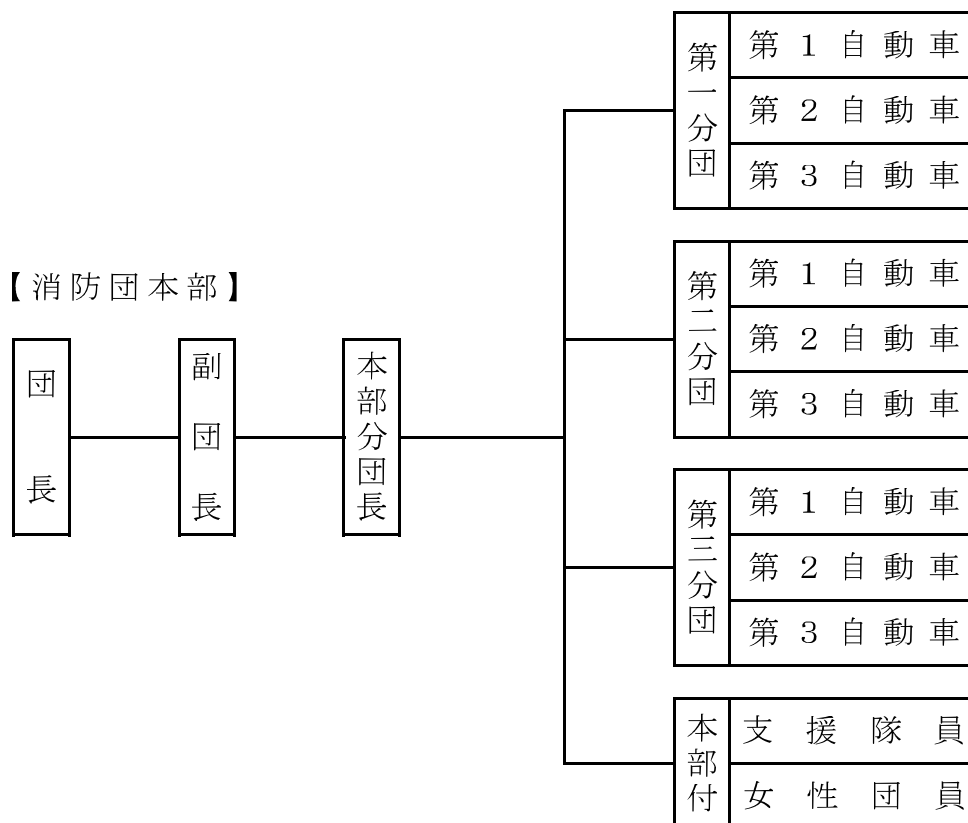 【消防団本部】
団長
副団長
本部分団長
第一分団
第1自動車
第2自動車
第3自動車
第二分団
第1自動車
第2自動車
第3自動車
第三分団
第1自動車
第2自動車
第3自動車
本部付
支援隊員
女性団員